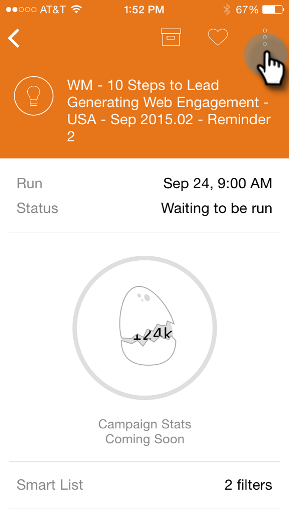 AT&T 1:52 PM 67%
WM - 10 Steps to Lead
Generating Web Engagement -
USA - Sep 2015.02 - Reminder
2
Run Sep 24, 9:00 AM
Status Waiting to be run
124k
Campaign Stats
Coming Soon
Smart List 2 filters